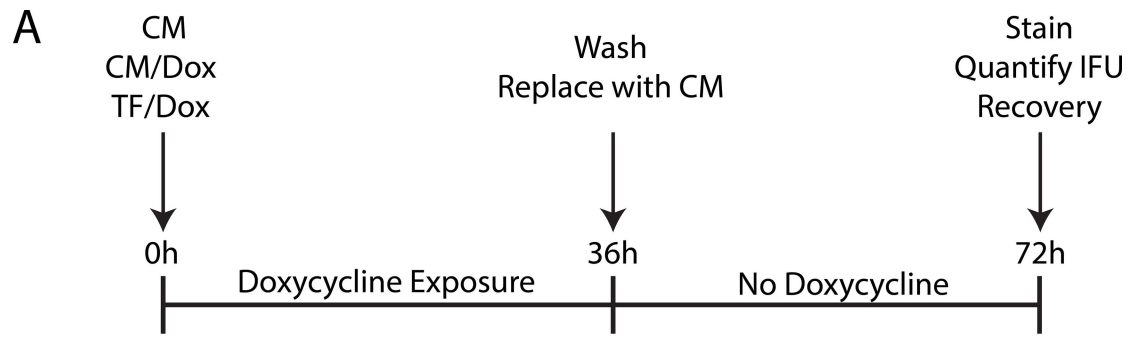 A
CM
CM/Dox
TF/Dox
Wash
Replace with CM
Stain
Quantify IFU
Recovery
0h
36h
72h
Doxycycline Exposure
No Doxycycline